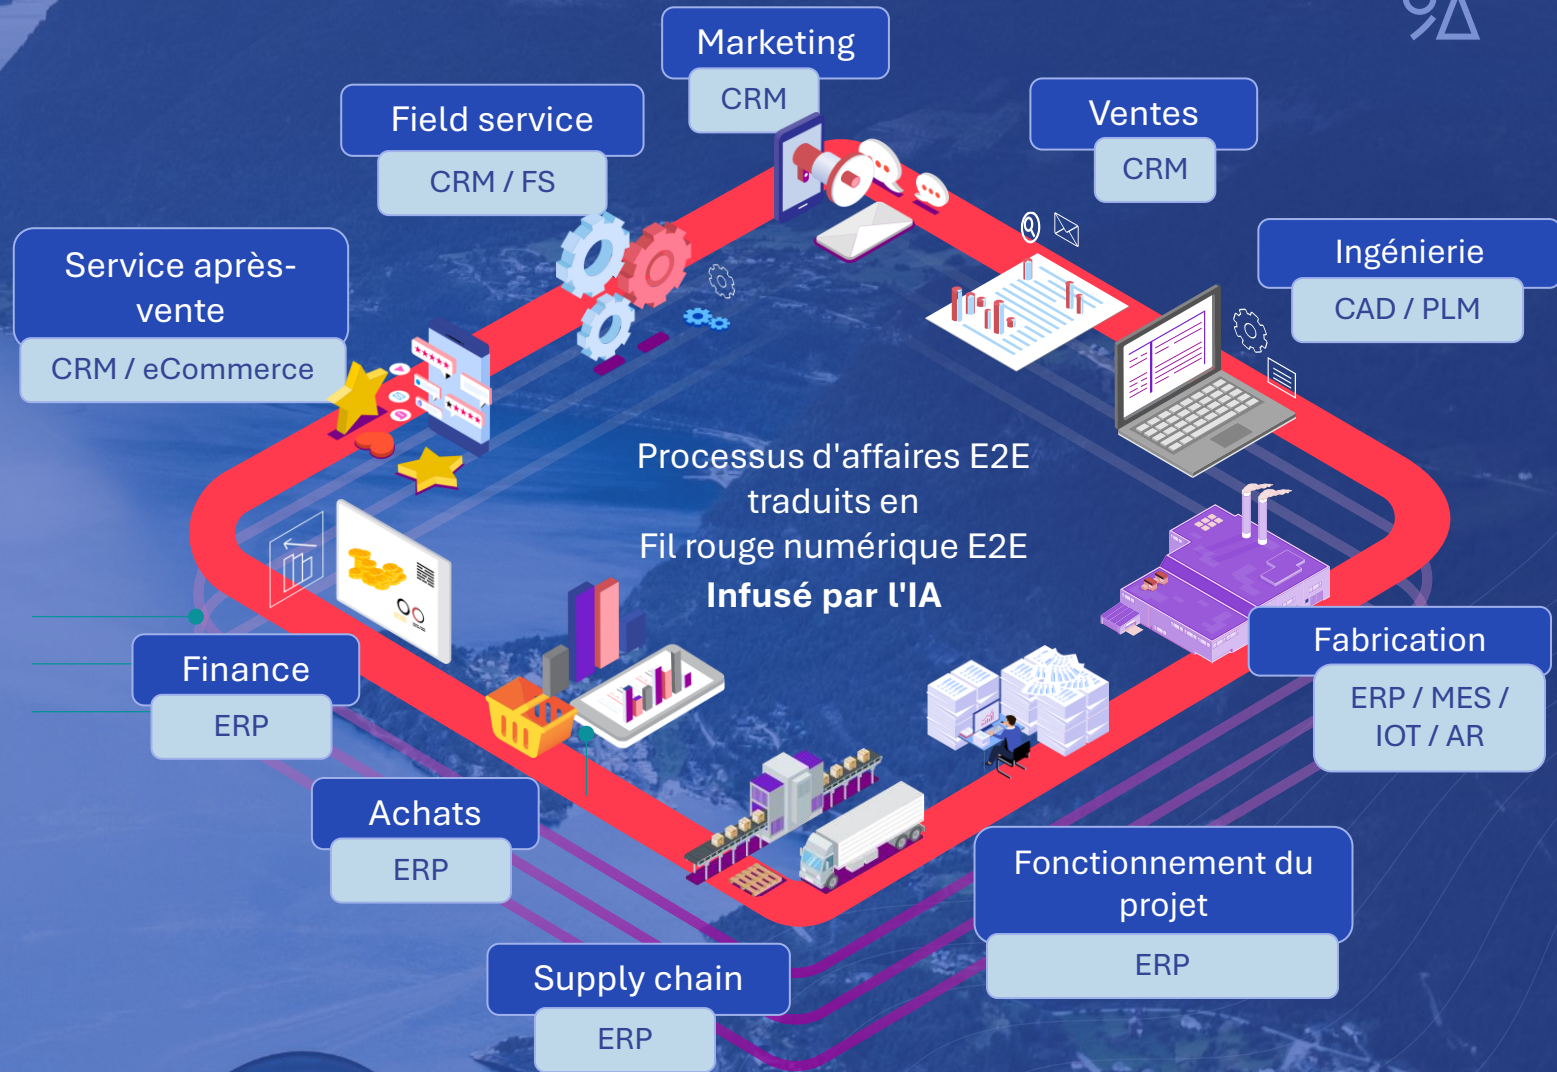 Marketing
CRM
Field service
CRM / FS
Ventes
CRM
Service après-
vente
CRM / eCommerce
Ingénierie
CAD / PLM
Processus d'affaires E2E
traduits en
Fil rouge numérique E2E
Infusé par l'IA
Finance
ERP
Fabrication
ERP / MES /
IOT / AR
Achats
ERP
Fonctionnement du
projet
ERP
Supply chain
ERP